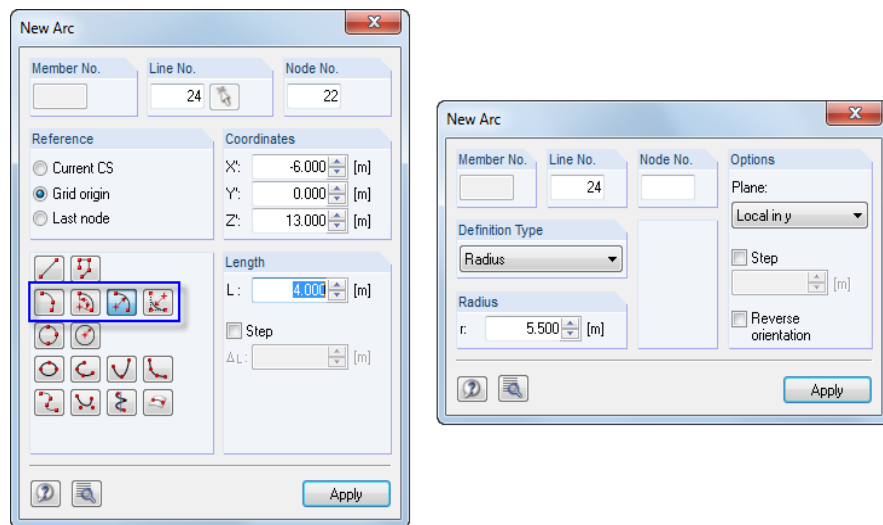 New Arc
Member No. Line No. Node No.
24 22
Reference Coordinates
Current CS X': -6.000 [m]
Grid origin Y': 0.000 [m]
Last node Z': 13.000 [m]
Length
L : 4.000 [m]
Step
ΔL: [m]
Apply
New Arc
Member No. Line No. Node No. Options
24 Plane:
Local in y
Definition Type
Radius Step
[m]
Radius
r: 5.500 [m] Reverse
orientation
Apply